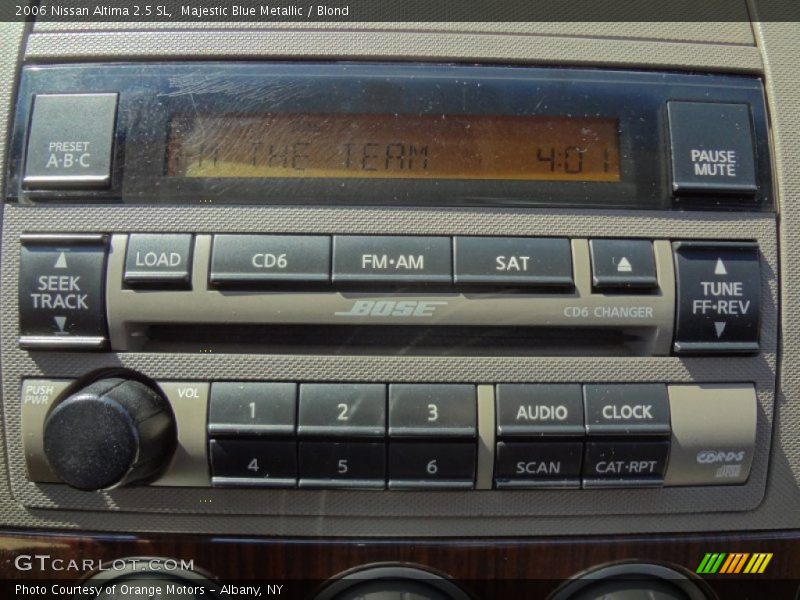 2006 Nissan Altima 2.5 SL,  Majestic Blue Metallic / Blond
PRESET
A·B·C
THE TEAM 4:01
PAUSE
MUTE
SEEK
TRACK
LOAD
CD6
FM·AM
SAT
TUNE
FF·REV
BOSE
CD6 CHANGER
PUSH
PWR
VOL
1
2
3
AUDIO
CLOCK
4
5
6
SCAN
CAT·RPT
RDS
GTCARLOT.COM
Photo Courtesy of Orange Motors - Albany, NY